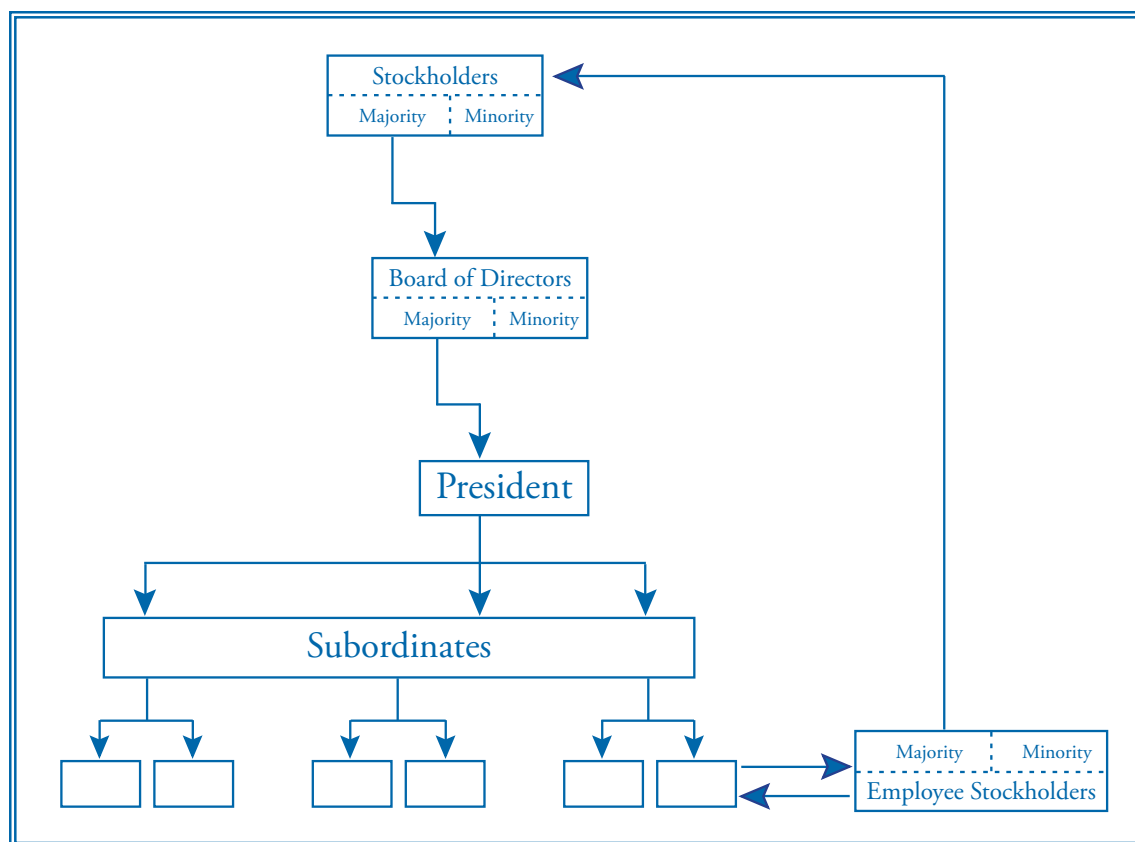 Stockholders
Majority Minority
Board of Directors
Majority Minority
President
Subordinates
Majority Minority
Employee Stockholders